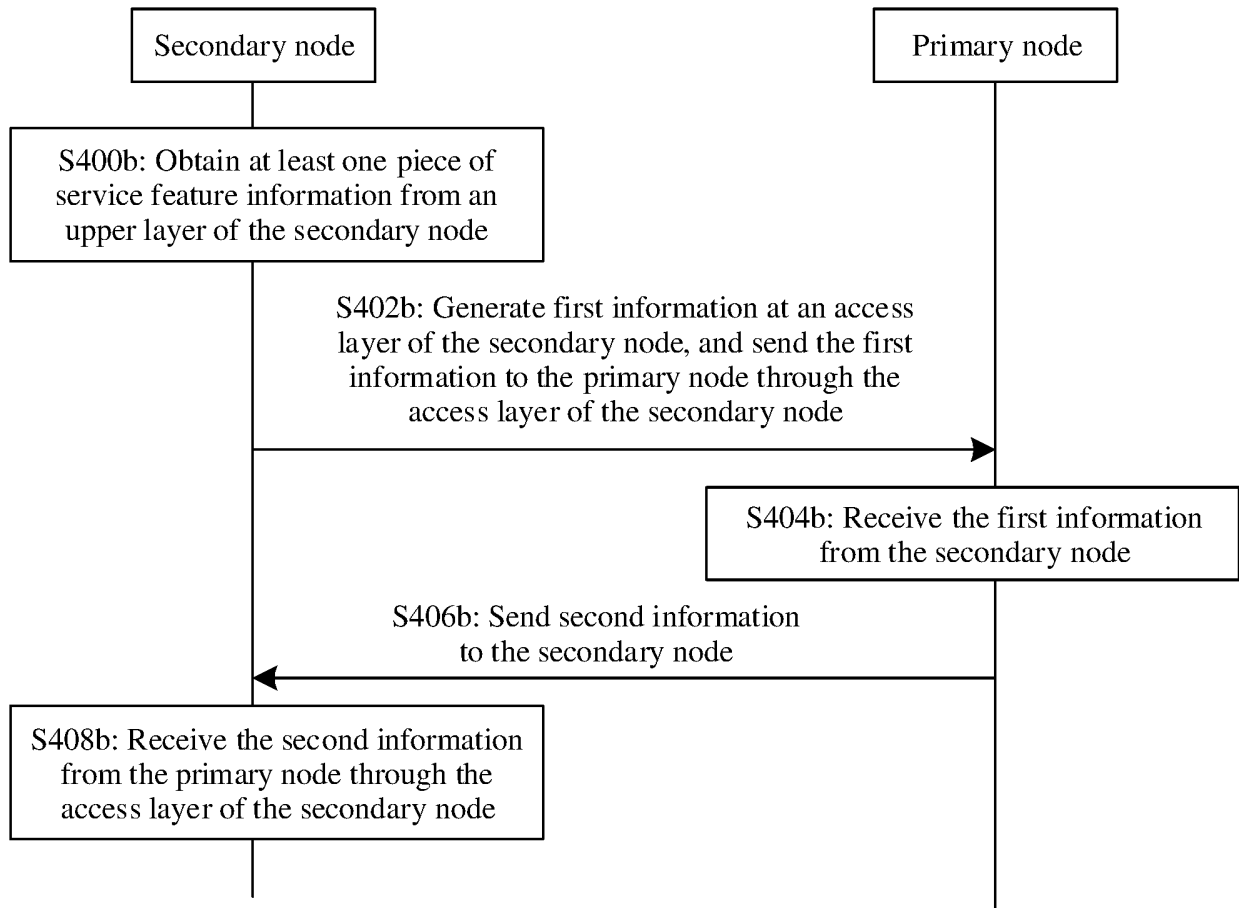 Secondary node
Primary node
S400b: Obtain at least one piece of
service feature information from an
upper layer of the secondary node
S402b: Generate first information at an access
layer of the secondary node, and send the first
information to the primary node through the
access layer of the secondary node
S404b: Receive the first information
from the secondary node
S406b: Send second information
to the secondary node
S408b: Receive the second information
from the primary node through the
access layer of the secondary node